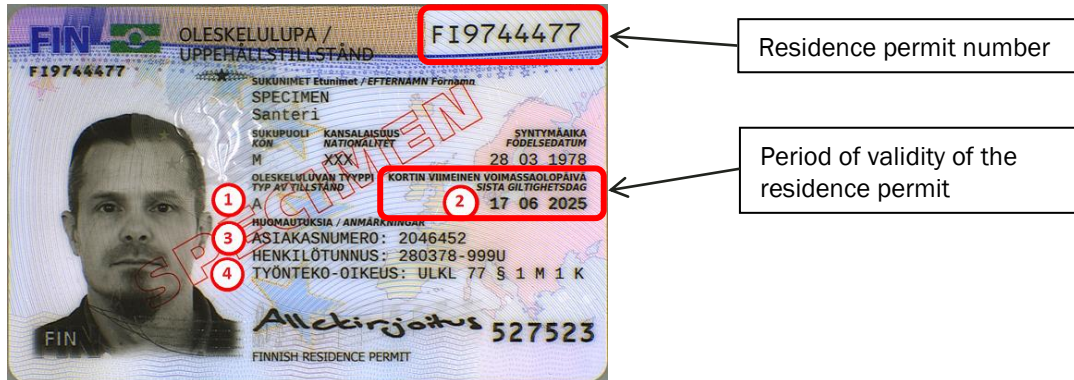 FIN
OLESKELULUPA /
UPPEHÅLLSTILLSTÅND
FI9744477
FI9744477
SUKUNIMET Etunimet / EFTERNAMN Förnamn
SPECIMEN
Santeri
SUKUPUOLI KANSALAISUUS SYNTYMÄAIKA
KÖN NATIONALITET FÖDELSEDATUM
M XXX 28 03 1978
OLESKELULUVAN TYYPPI KORTIN VIIMEINEN VOIMASSAOLOPÄIVÄ
TYP AV TILLSTÅND SISTA GILTIGHETSDAG
1 A 2 17 06 2025
HUOMAUTUKSIA / ANMÄRKNINGAR
3 ASIAKASNUMERO: 2046452
HENKILÖTUNNUS: 280378-999U
4 TYÖNTEKO-OIKEUS: ULKL 77 § 1 M 1 K
Allekirjoitus 527523
FIN
FINNISH RESIDENCE PERMIT
SPECIMEN
Residence permit number
Period of validity of the
residence permit